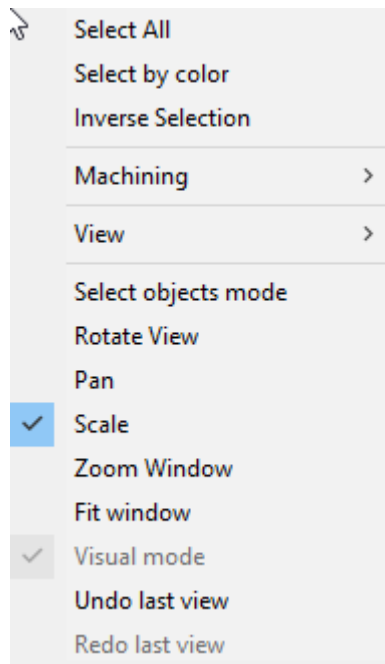 Select All
Select by color
Inverse Selection
Machining
View
Select objects mode
Rotate View
Pan
Scale
Zoom Window
Fit window
Visual mode
Undo last view
Redo last view